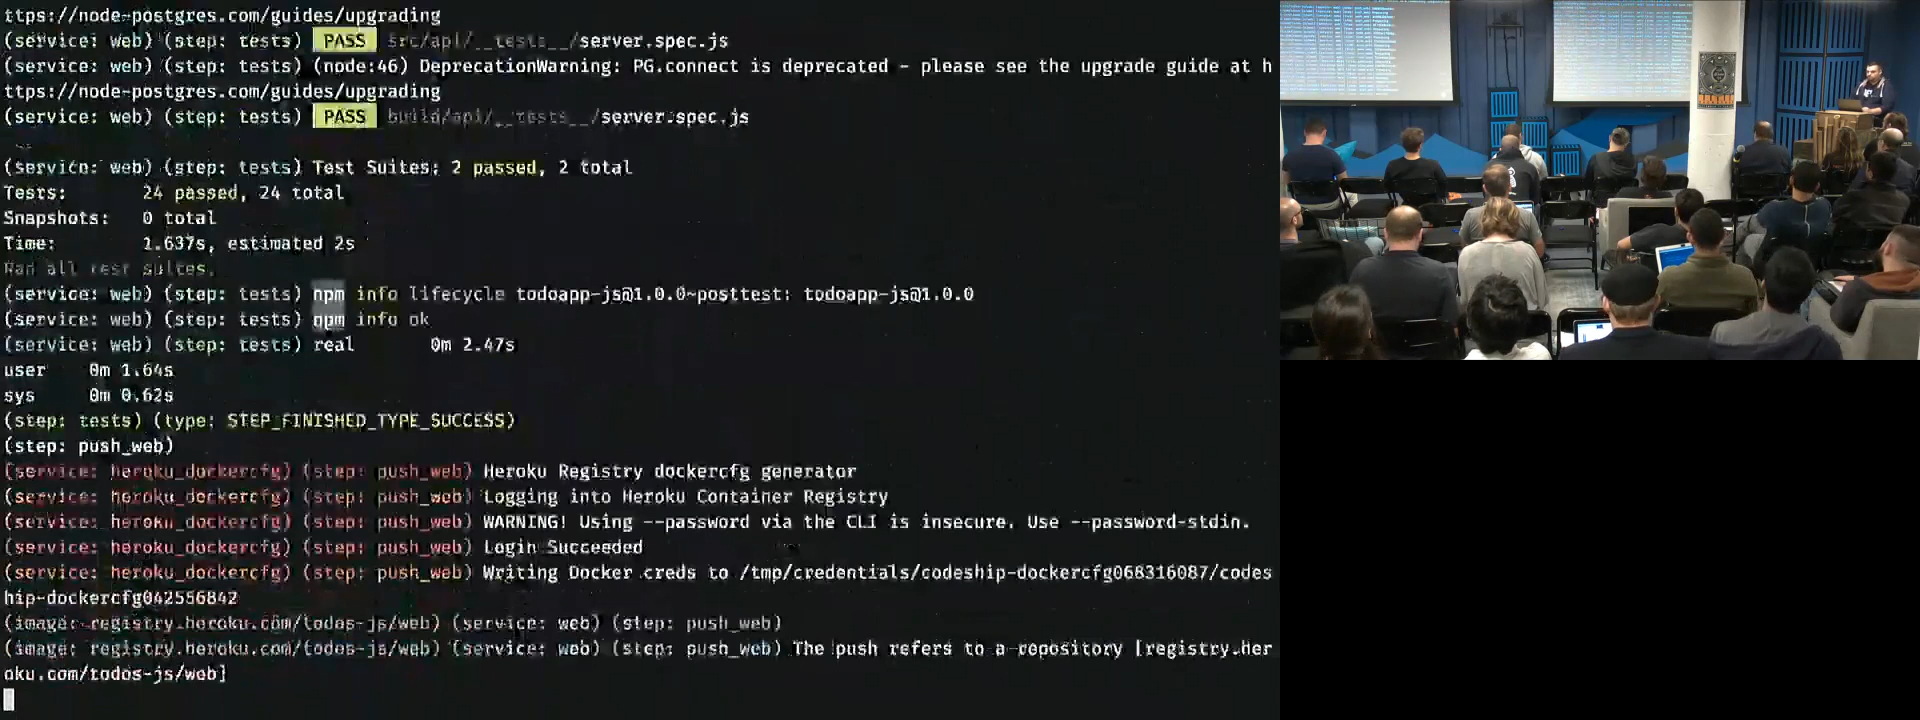 ttps://node-postgres.com/guides/upgrading
(service: web) (step: tests) PASS src/api/__tests__/server.spec.js
(service: web) (step: tests) (node:46) DeprecationWarning: PG.connect is deprecated - please see the upgrade guide at h
ttps://node-postgres.com/guides/upgrading
(service: web) (step: tests) PASS build/api/__tests__/server.spec.js
(service: web) (step: tests) Test Suites: 2 passed, 2 total
Tests: 24 passed, 24 total
Snapshots: 0 total
Time: 1.637s, estimated 2s
Ran all test suites.
(service: web) (step: tests) npm info lifecycle todoapp-js@1.0.0~posttest: todoapp-js@1.0.0
(service: web) (step: tests) npm info ok
(service: web) (step: tests) real 0m 2.47s
user 0m 1.64s
sys 0m 0.62s
(step: tests) (type: STEP_FINISHED_TYPE_SUCCESS)
(step: push_web)
(service: heroku_dockercfg) (step: push_web) Heroku Registry dockercfg generator
(service: heroku_dockercfg) (step: push_web) Logging into Heroku Container Registry
(service: heroku_dockercfg) (step: push_web) WARNING! Using --password via the CLI is insecure. Use --password-stdin.
(service: heroku_dockercfg) (step: push_web) Login Succeeded
(service: heroku_dockercfg) (step: push_web) Writing Docker creds to /tmp/credentials/codeship-dockercfg068316087/codes
hip-dockercfg042556842
(image: registry.heroku.com/todos-js/web) (service: web) (step: push_web)
(image: registry.heroku.com/todos-js/web) (service: web) (step: push_web) The push refers to a repository [registry.her
oku.com/todos-js/web]